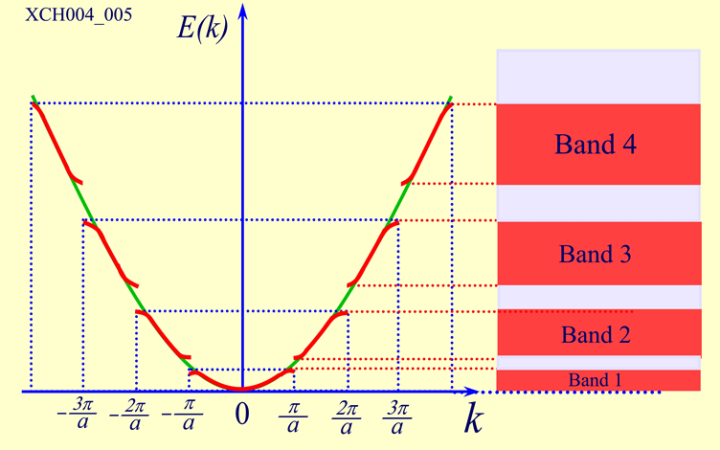 XCH004_005
E(k)
Band 4
Band 3
Band 2
Band 1
-3π/a -2π/a -π/a 0 π/a 2π/a 3π/a k